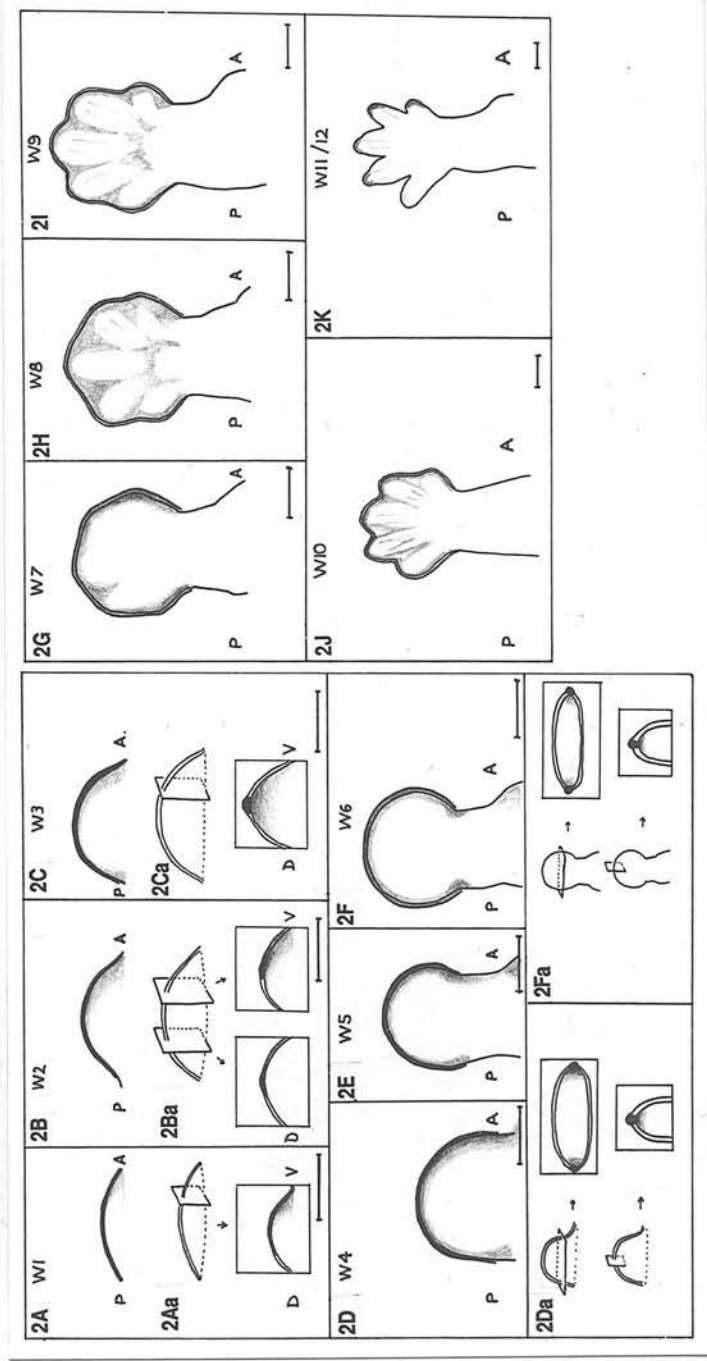 2A W1
P A
2Aa
D V
2B W2
P A
2Ba
D V
2C W3
P A.
2Ca
D V
2D W4
P A
2E W5
P A
2F W6
P A
2Da
2Fa
2G W7
P A
2H W8
P A
2I W9
P A
2J W10
P A
2K W11/12
P A